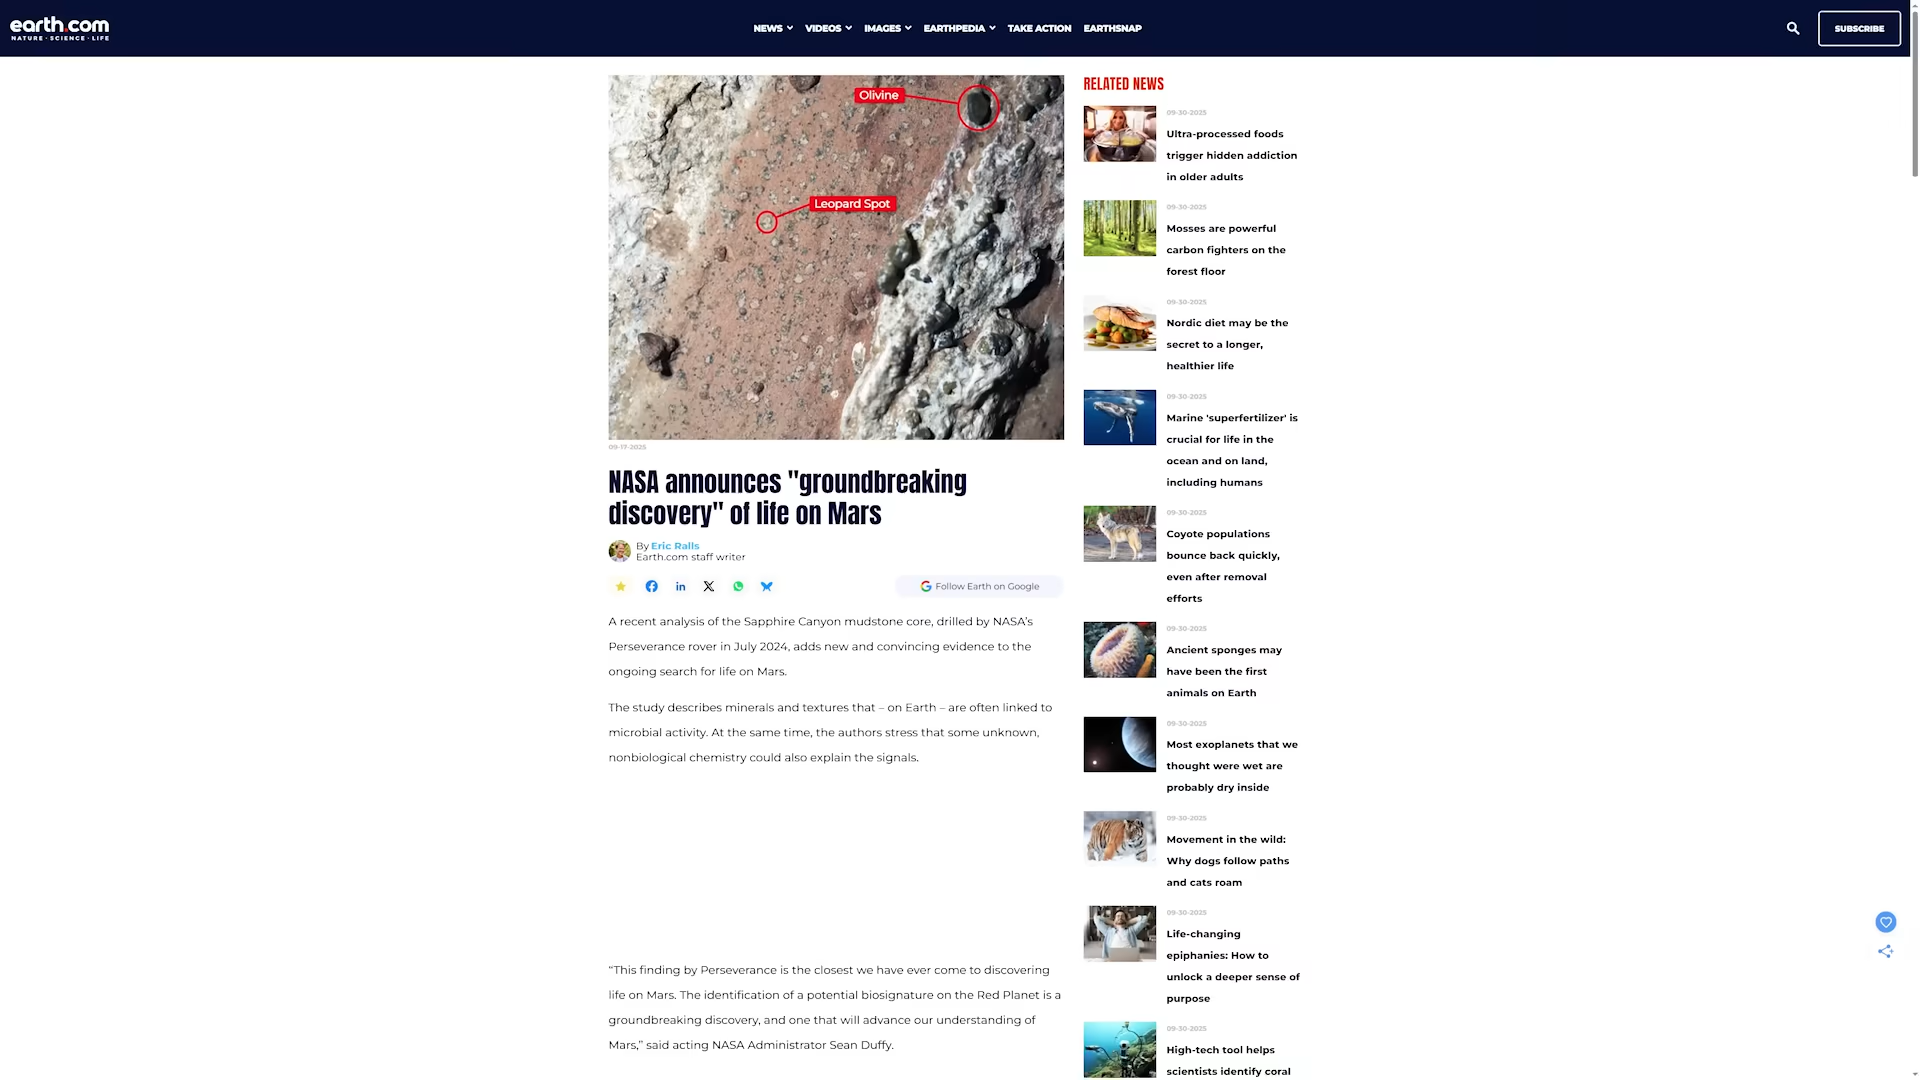 earth.com
NATURE · SCIENCE · LIFE
NEWS
VIDEOS
IMAGES
EARTHPEDIA
TAKE ACTION
EARTHSNAP
SUBSCRIBE
Olivine
Leopard Spot
09-17-2025
NASA announces "groundbreaking
discovery" of life on Mars
By Eric Ralls
Earth.com staff writer
Follow Earth on Google
A recent analysis of the Sapphire Canyon mudstone core, drilled by NASA's
Perseverance rover in July 2024, adds new and convincing evidence to the
ongoing search for life on Mars.
The study describes minerals and textures that – on Earth – are often linked to
microbial activity. At the same time, the authors stress that some unknown,
nonbiological chemistry could also explain the signals.
“This finding by Perseverance is the closest we have ever come to discovering
life on Mars. The identification of a potential biosignature on the Red Planet is a
groundbreaking discovery, and one that will advance our understanding of
Mars,” said acting NASA Administrator Sean Duffy.
RELATED NEWS
09-30-2025
Ultra-processed foods
trigger hidden addiction
in older adults
09-30-2025
Mosses are powerful
carbon fighters on the
forest floor
09-30-2025
Nordic diet may be the
secret to a longer,
healthier life
09-30-2025
Marine 'superfertilizer' is
crucial for life in the
ocean and on land,
including humans
09-30-2025
Coyote populations
bounce back quickly,
even after removal
efforts
09-30-2025
Ancient sponges may
have been the first
animals on Earth
09-30-2025
Most exoplanets that we
thought were wet are
probably dry inside
09-30-2025
Movement in the wild:
Why dogs follow paths
and cats roam
09-30-2025
Life-changing
epiphanies: How to
unlock a deeper sense of
purpose
09-30-2025
High-tech tool helps
scientists identify coral